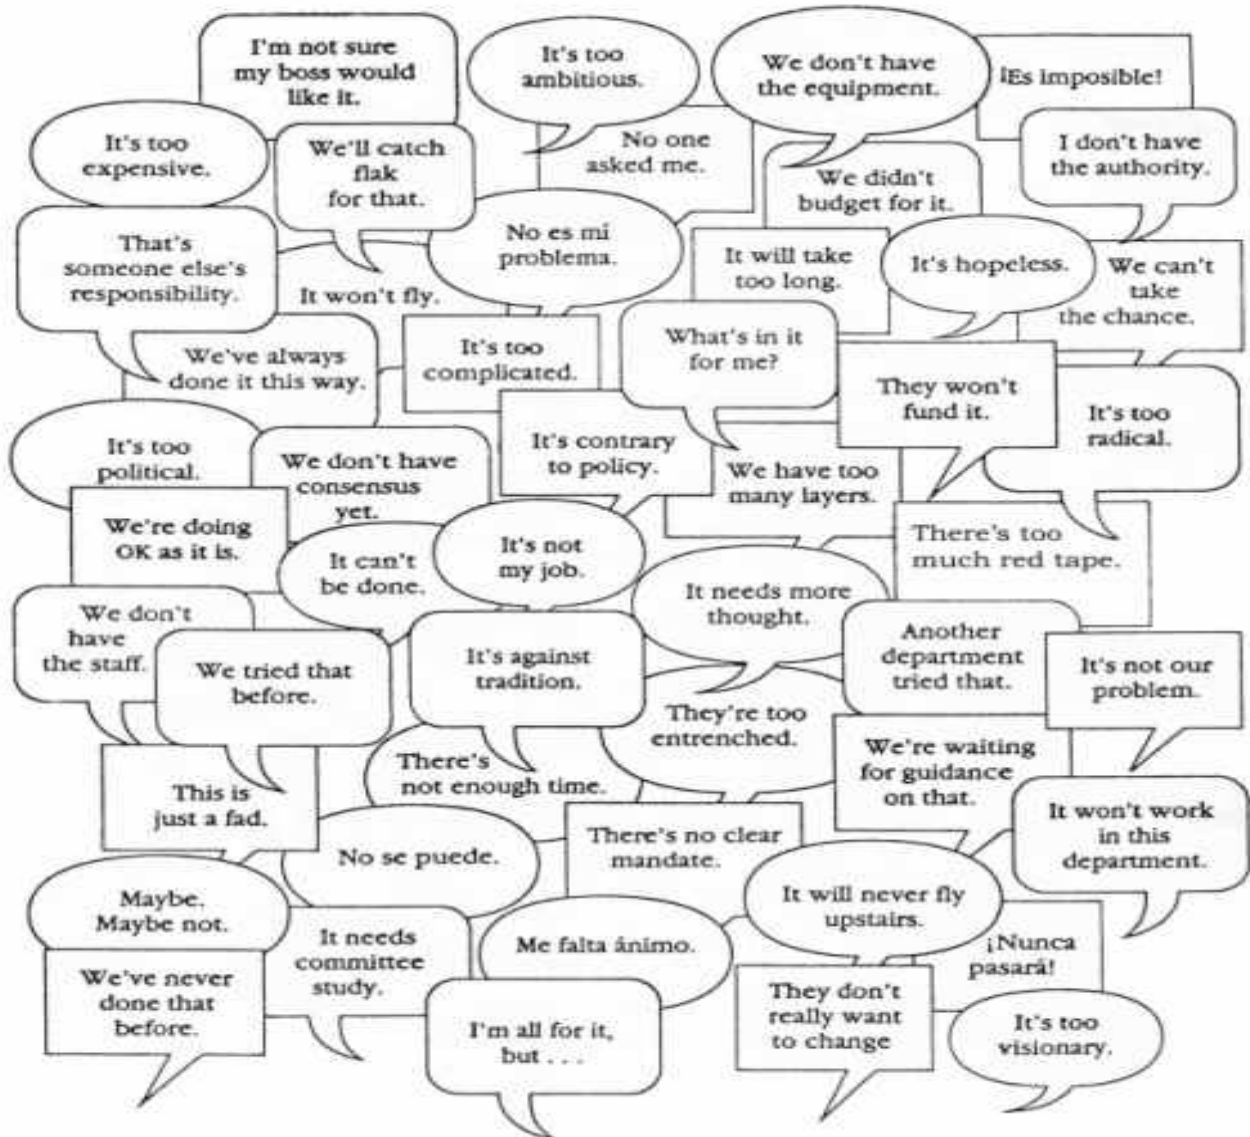 I'm not sure
my boss would
like it.
It's too
ambitious.
We don't have
the equipment.
¡Es imposible!
It's too
expensive.
We'll catch
flak
for that.
No one
asked me.
We didn't
budget for it.
I don't have
the authority.
That's
someone else's
responsibility.
It won't fly.
No es mi
problema.
It will take
too long.
It's hopeless.
We can't
take
the chance.
We've always
done it this way.
It's too
complicated.
What's in it
for me?
They won't
fund it.
It's too
radical.
It's too
political.
We don't have
consensus
yet.
It's contrary
to policy.
We have too
many layers.
We're doing
OK as it is.
It can't
be done.
It's not
my job.
It needs more
thought.
There's too
much red tape.
We don't
have
the staff.
We tried that
before.
It's against
tradition.
Another
department
tried that.
It's not our
problem.
They're too
entrenched.
There's
not enough time.
We're waiting
for guidance
on that.
This is
just a fad.
No se puede.
There's no clear
mandate.
It won't work
in this
department.
Maybe.
Maybe not.
It needs
committee
study.
Me falta ánimo.
It will never fly
upstairs.
¡Nunca
pasará!
We've never
done that
before.
I'm all for it,
but . . .
They don't
really want
to change
It's too
visionary.